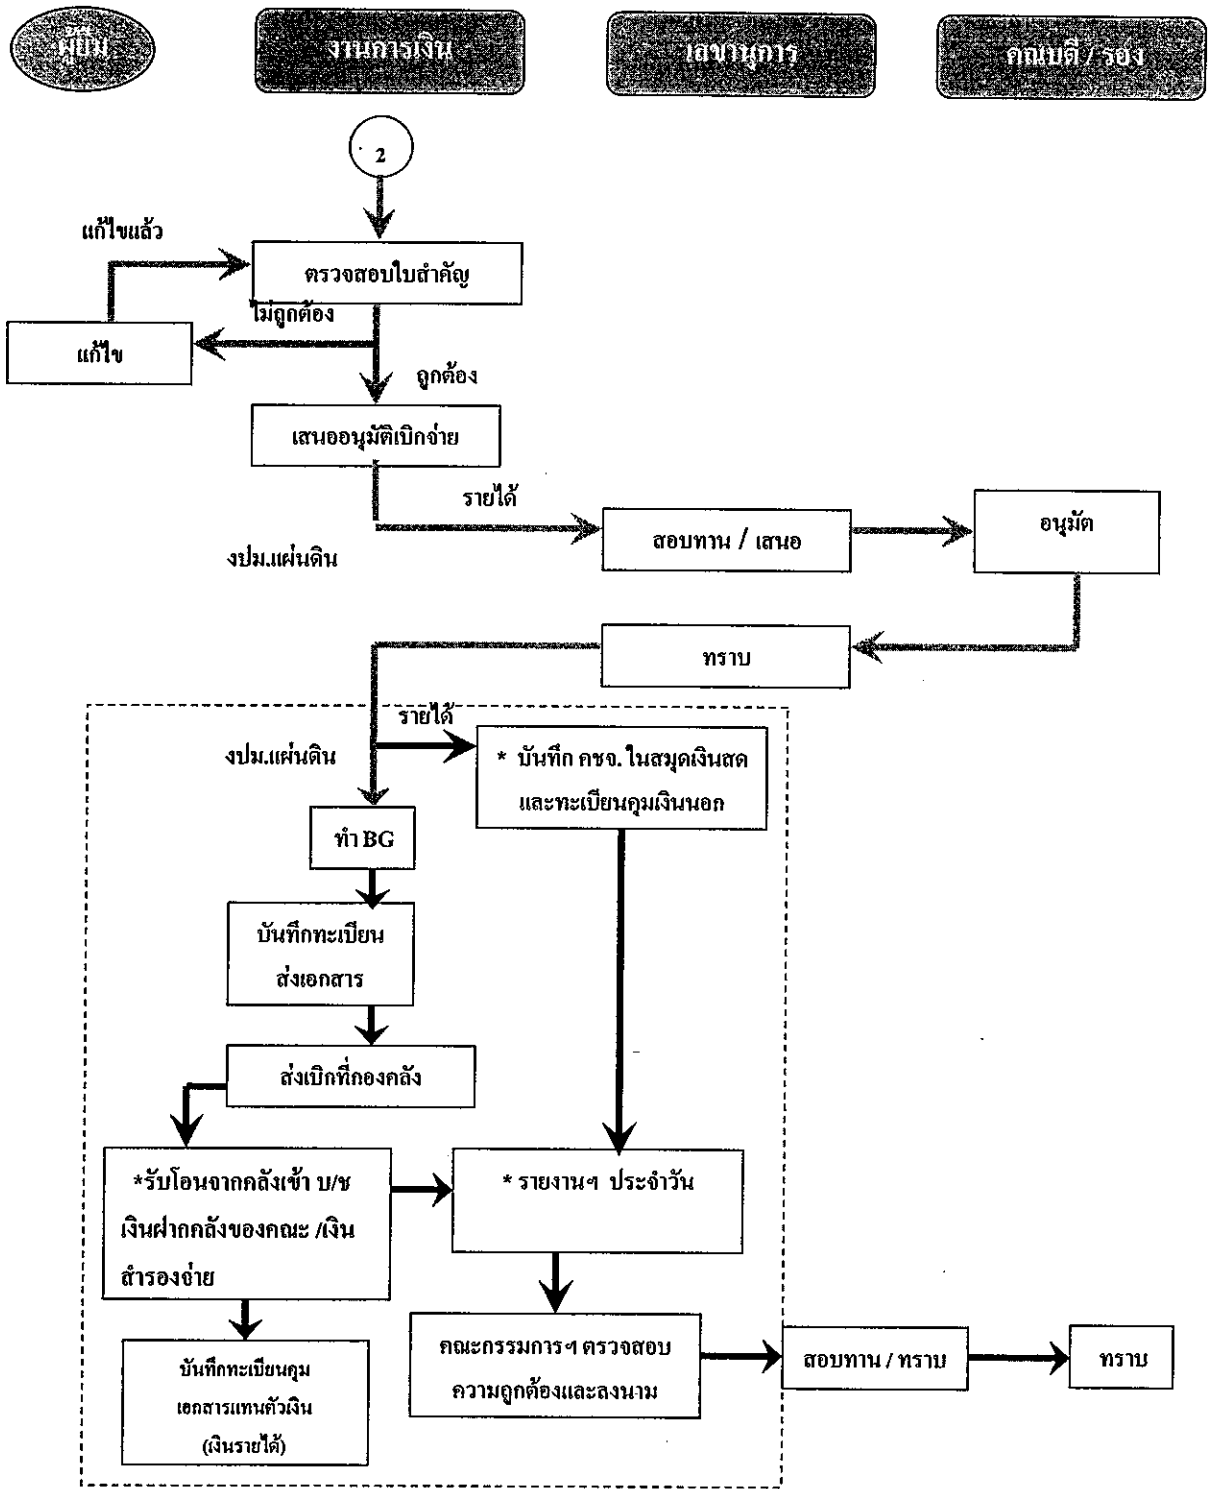 ผู้ยืม
งานการเงิน
เลขานุการ
คณบดี / รอง
2
แก้ไขแล้ว
ตรวจสอบใบสำคัญ
ไม่ถูกต้อง
แก้ไข
ถูกต้อง
เสนออนุมัติเบิกจ่าย
รายได้
งปม.แผ่นดิน
สอบทาน / เสนอ
อนุมัต
ทราบ
รายได้
งปม.แผ่นดิน
* บันทึก คชจ. ในสมุดเงินสด
และทะเบียนคุมเงินนอก
ทำ BG
บันทึกทะเบียน
ส่งเอกสาร
ส่งเบิกที่กองคลัง
*รับโอนจากคลังเข้า บ/ช
เงินฝากคลังของคณะ /เงิน
สำรองจ่าย
* รายงานฯ ประจำวัน
บันทึกทะเบียนคุม
เอกสารแทนตัวเงิน
(เงินรายได้)
คณะกรรมการฯ ตรวจสอบ
ความถูกต้องและลงนาม
สอบทาน / ทราบ
ทราบ